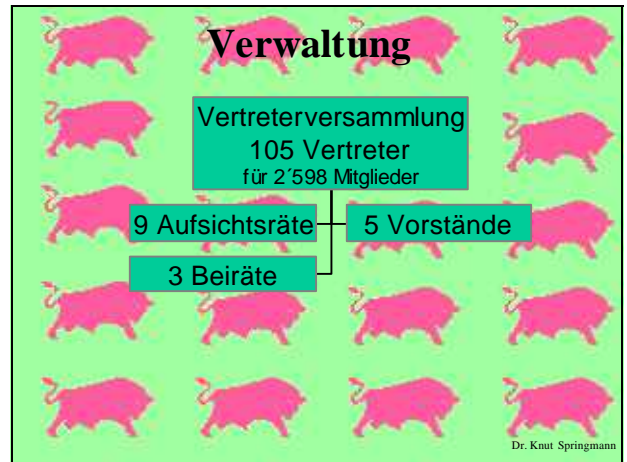 Verwaltung
Vertreterversammlung
105 Vertreter
für 2´598 Mitglieder
9 Aufsichtsräte
5 Vorstände
3 Beiräte
Dr. Knut Springmann